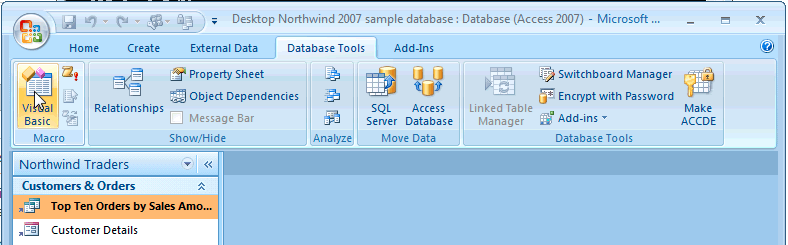 Desktop Northwind 2007 sample database : Database (Access 2007) - Microsoft ...
Home Create External Data Database Tools Add-Ins
Visual Basic
Macro
Relationships
Property Sheet
Object Dependencies
Message Bar
Show/Hide
Analyze
SQL Server
Access Database
Move Data
Linked Table Manager
Switchboard Manager
Encrypt with Password
Add-ins
Make ACCDE
Database Tools
Northwind Traders
Customers & Orders
Top Ten Orders by Sales Amo...
Customer Details